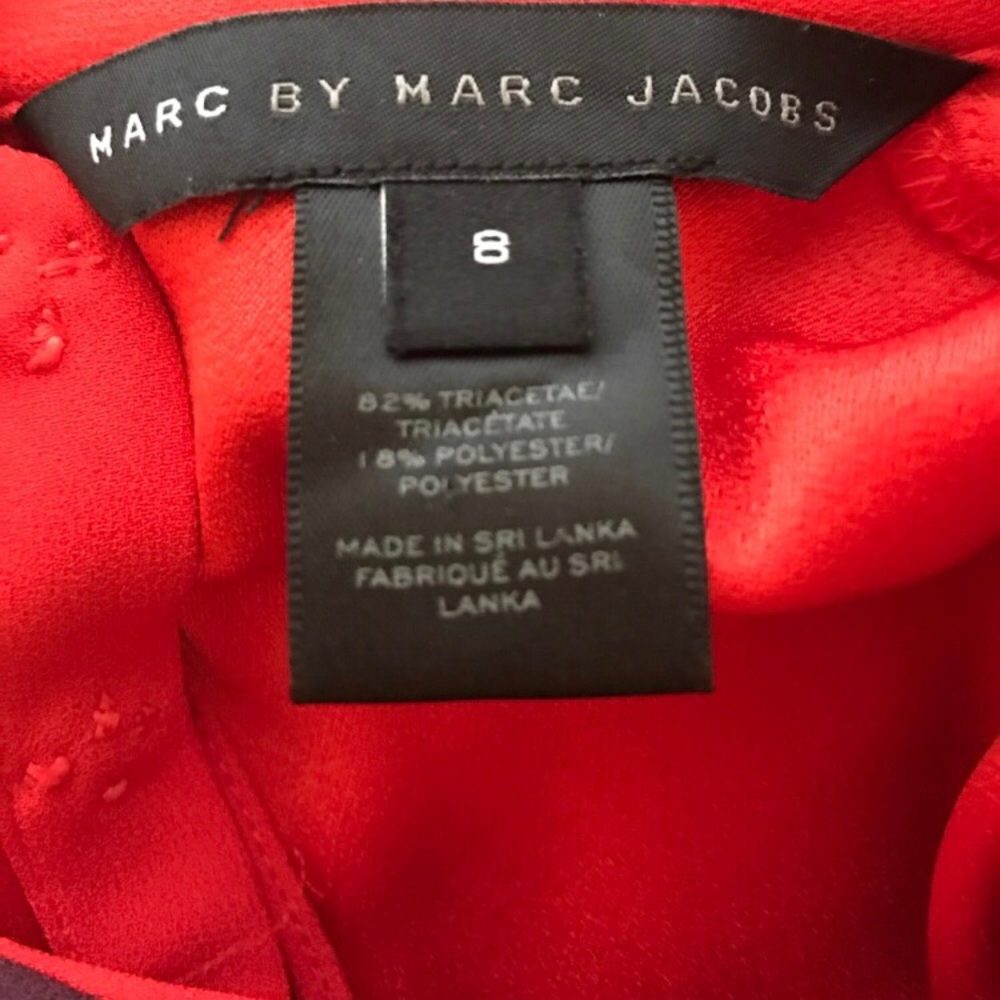 MARC BY MARC JACOBS
8
82% TRIACETAE/
TRIACÉTATE
18% POLYESTER/
POLYESTER
MADE IN SRI LANKA
FABRIQUÉ AU SRI
LANKA